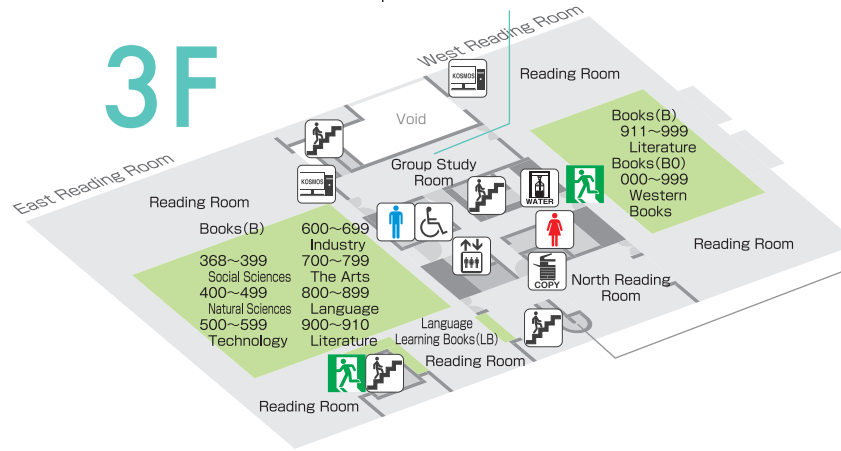 3F
West Reading Room
Reading Room
KOSMOS
Void
Books(B)
911~999
Literature
Books(B0)
000~999
Western
Books
East Reading Room
Group Study
Room
KOSMOS
WATER
Reading Room
Books(B)
368~399
Social Sciences
400~499
Natural Sciences
500~599
Technology
600~699
Industry
700~799
The Arts
800~899
Language
900~910
Literature
Reading Room
COPY
North Reading
Room
Language
Learning Books(LB)
Reading Room
Reading Room